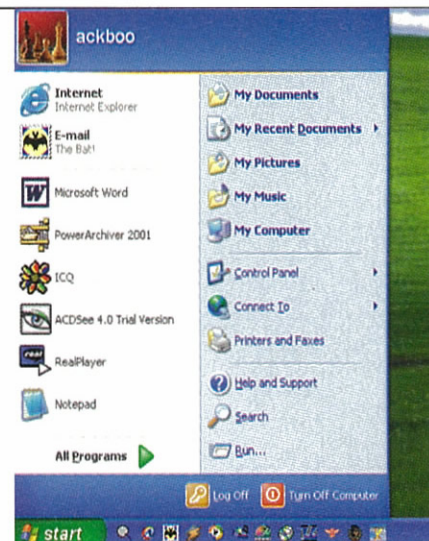 ackboo
Internet
Internet Explorer
E-mail
The Bat!
Microsoft Word
PowerArchiver 2001
ICQ
ACDSee 4.0 Trial Version
RealPlayer
Notepad
All Programs
My Documents
My Recent Documents
My Pictures
My Music
My Computer
Control Panel
Connect To
Printers and Faxes
Help and Support
Search
Run...
Log Off
Turn Off Computer
start